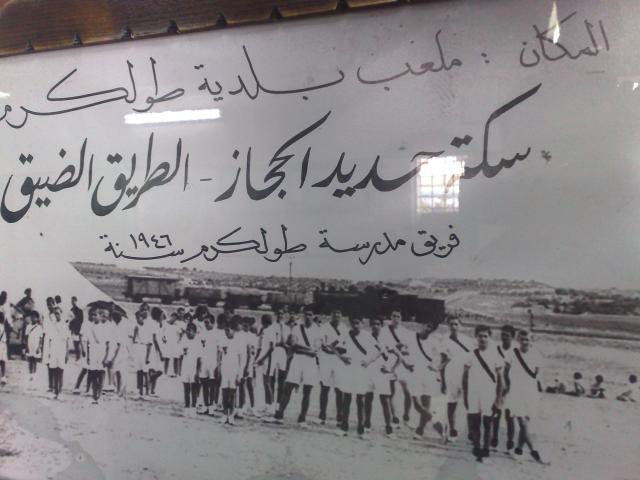 المكان : ملعب بلدية طولكرم
سكة حديد الحجاز - الطريق الضيق
فريق مدرسة طولكرم سنة ١٩٤٦